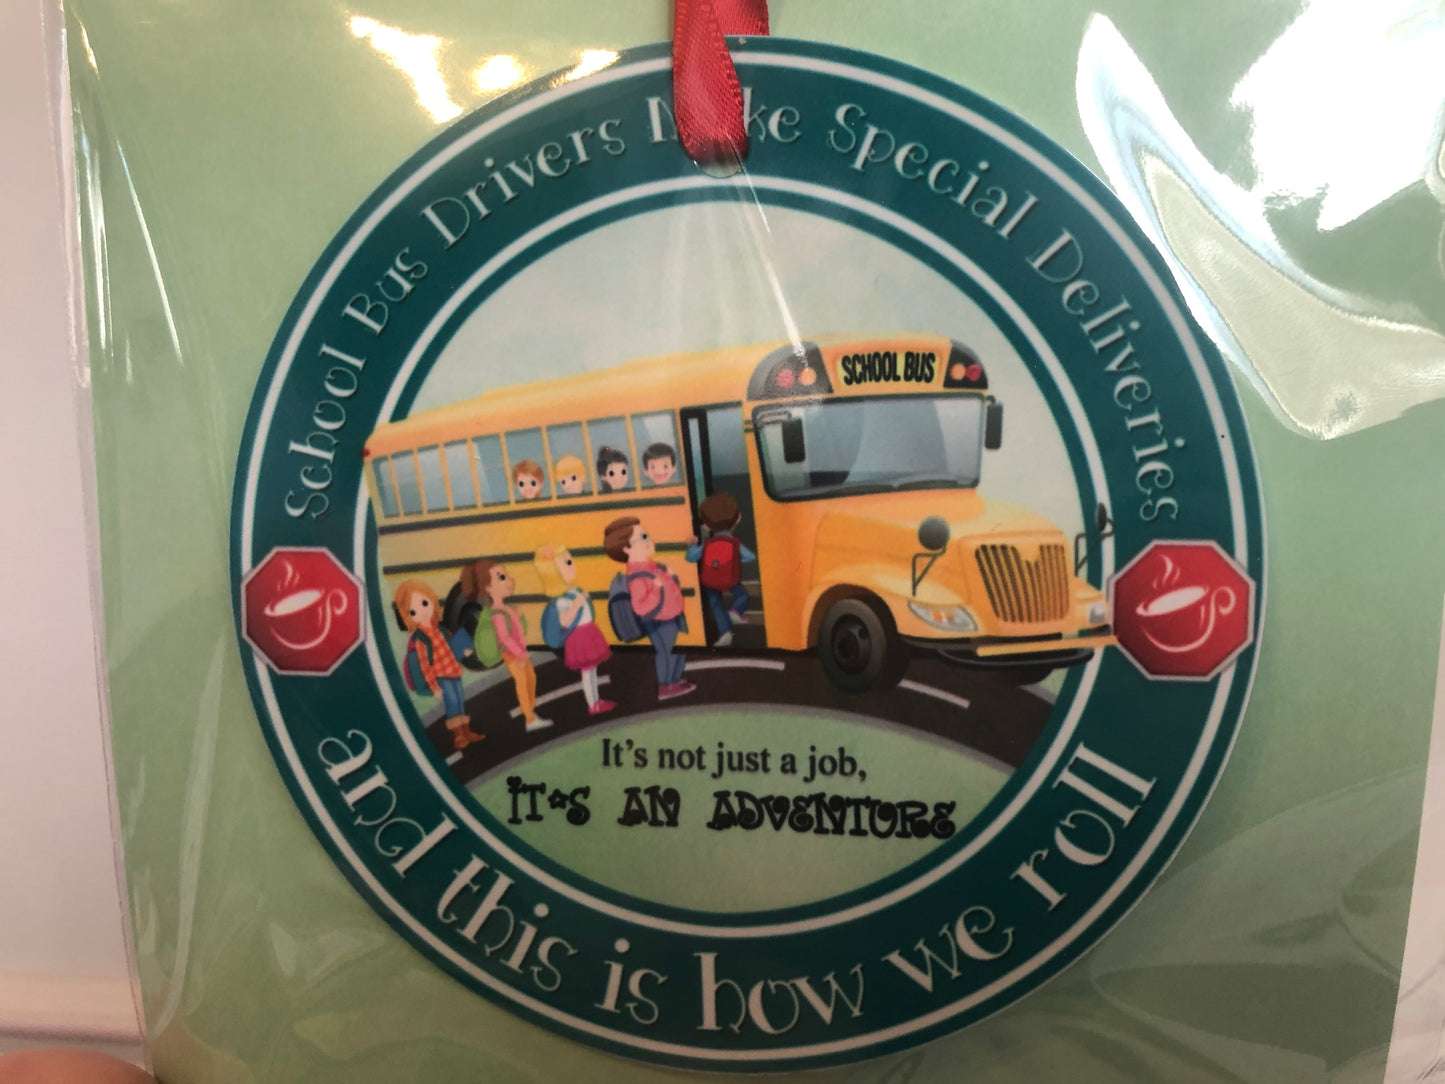 School Bus Drivers Make Special Deliveries
SCHOOL BUS
It's not just a job,
IT*S AN ADVENTURE
and this is how we roll